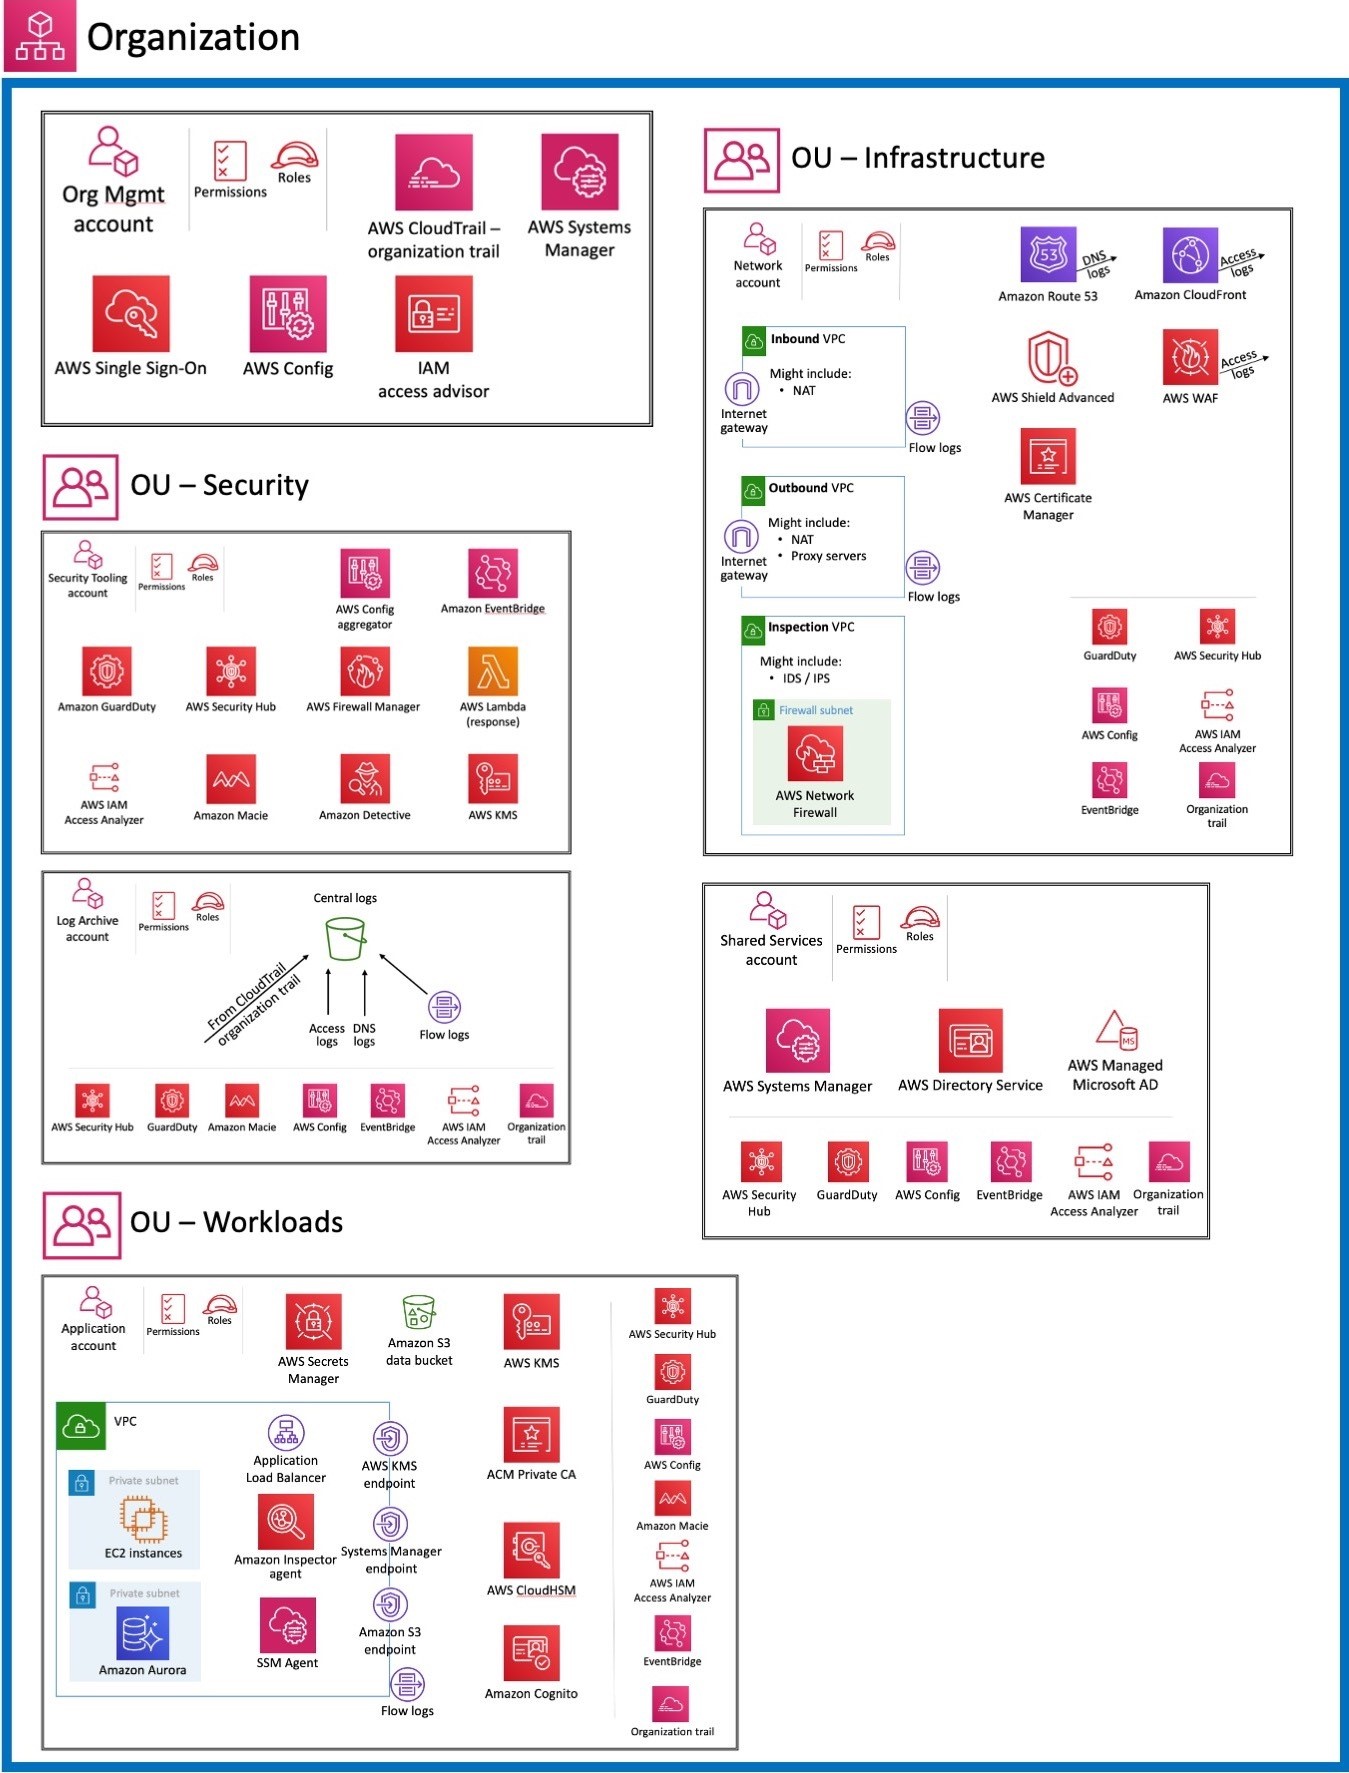 Organization
Org Mgmt
account
Permissions
Roles
AWS CloudTrail –
organization trail
AWS Systems
Manager
AWS Single Sign-On
AWS Config
IAM
access advisor
OU – Security
Security Tooling
account
Permissions
Roles
AWS Config
aggregator
Amazon EventBridge
Amazon GuardDuty
AWS Security Hub
AWS Firewall Manager
AWS Lambda
(response)
AWS IAM
Access Analyzer
Amazon Macie
Amazon Detective
AWS KMS
Log Archive
account
Permissions
Roles
Central logs
From CloudTrail
organization trail
Access
logs
DNS
logs
Flow logs
AWS Security Hub
GuardDuty
Amazon Macie
AWS Config
EventBridge
AWS IAM
Access Analyzer
Organization
trail
OU – Workloads
Application
account
Permissions
Roles
AWS Secrets
Manager
Amazon S3
data bucket
AWS KMS
VPC
Private subnet
EC2 instances
Private subnet
Amazon Aurora
Application
Load Balancer
Amazon Inspector
agent
SSM Agent
AWS KMS
endpoint
Systems Manager
endpoint
Amazon S3
endpoint
Flow logs
ACM Private CA
AWS CloudHSM
Amazon Cognito
AWS Security Hub
GuardDuty
AWS Config
Amazon Macie
AWS IAM
Access Analyzer
EventBridge
Organization trail
OU – Infrastructure
Network
account
Permissions
Roles
53
DNS
logs
Amazon Route 53
Access
logs
Amazon CloudFront
Inbound VPC
Might include:
• NAT
Internet
gateway
Flow logs
AWS Shield Advanced
Access
logs
AWS WAF
AWS Certificate
Manager
Outbound VPC
Might include:
• NAT
• Proxy servers
Internet
gateway
Flow logs
Inspection VPC
Might include:
• IDS / IPS
Firewall subnet
AWS Network
Firewall
GuardDuty
AWS Security Hub
AWS Config
AWS IAM
Access Analyzer
EventBridge
Organization
trail
Shared Services
account
Permissions
Roles
AWS Systems Manager
AWS Directory Service
MS
AWS Managed
Microsoft AD
AWS Security
Hub
GuardDuty
AWS Config
EventBridge
AWS IAM
Access Analyzer
Organization
trail